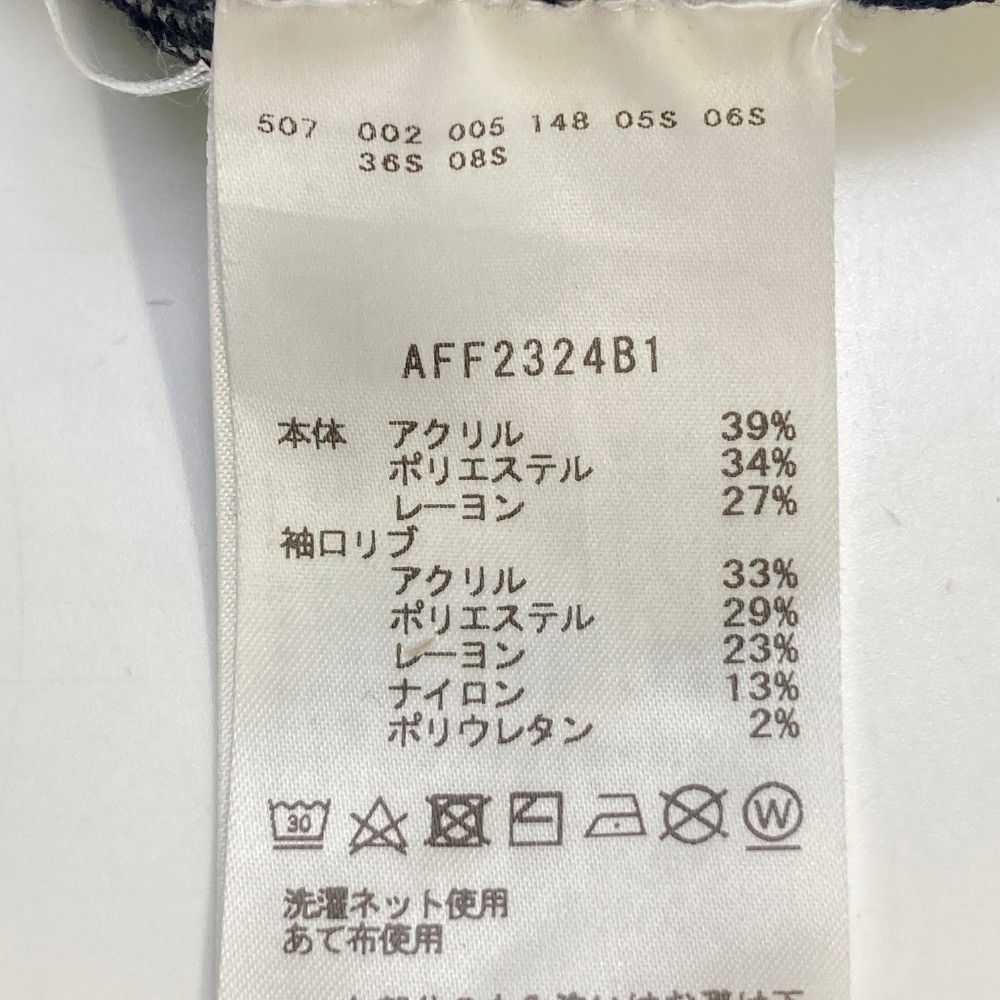 507 002 005 148 05S 06S
36S 08S
AFF2324B1
本体 アクリル 39%
ポリエステル 34%
レーヨン 27%
袖口リブ
アクリル 33%
ポリエステル 29%
レーヨン 23%
ナイロン 13%
ポリウレタン 2%
30 W
洗濯ネット使用
あて布使用